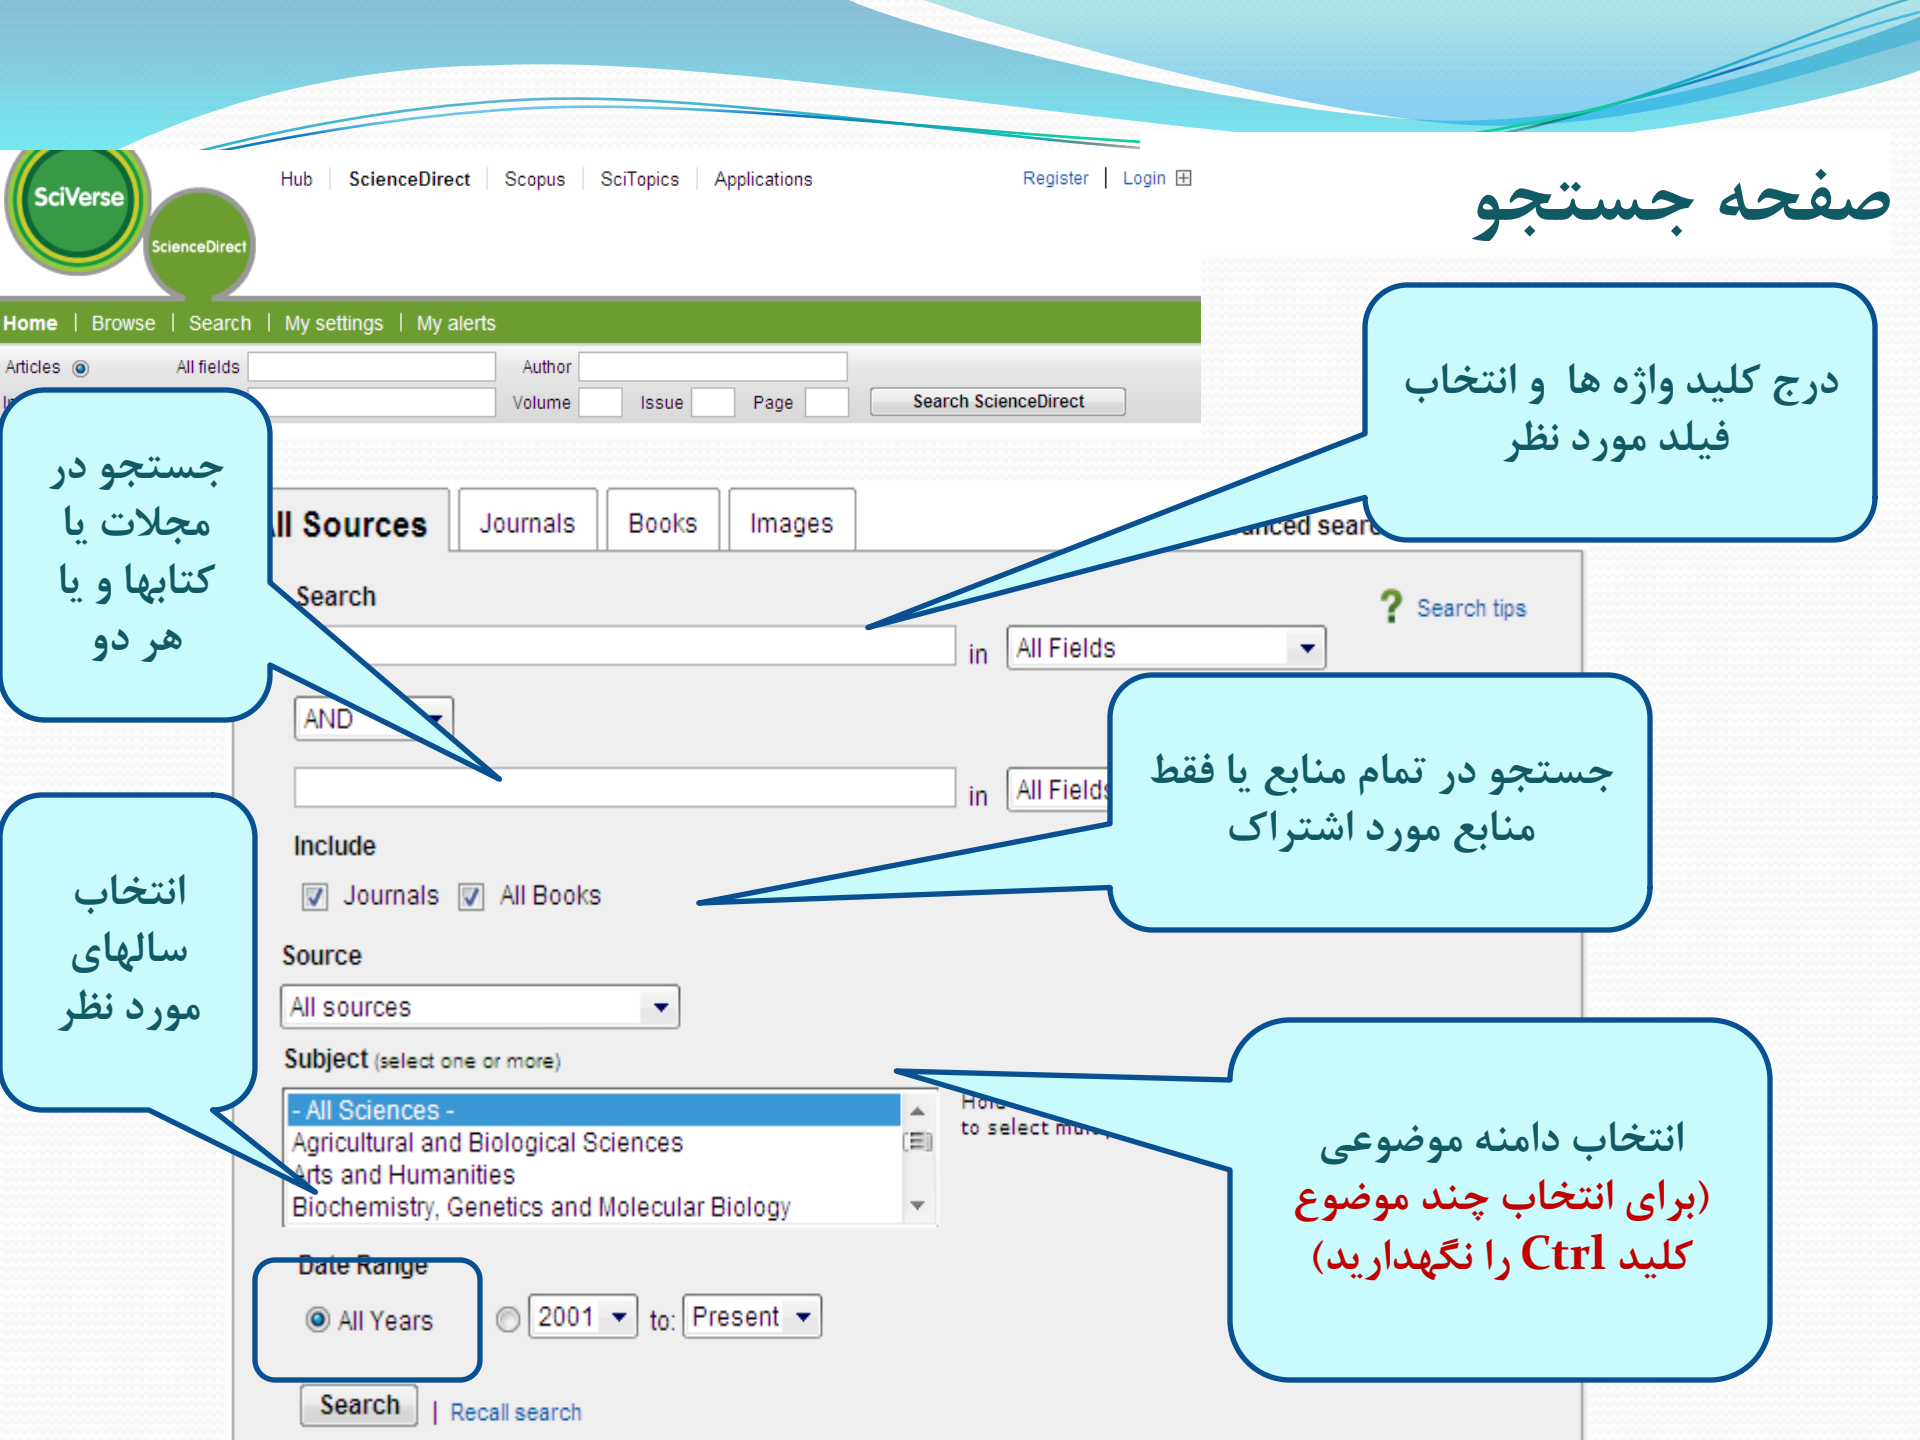 صفحه جستجو
SciVerse
ScienceDirect
Hub | ScienceDirect | Scopus | SciTopics | Applications
Register | Login
Home | Browse | Search | My settings | My alerts
Articles All fields Author
Volume Issue Page Search ScienceDirect
درج کلید واژه ها و انتخاب
فیلد مورد نظر
جستجو در
مجلات یا
کتابها و یا
هر دو
All Sources Journals Books Images
Search
Search tips
in All Fields
AND
in All Fields
جستجو در تمام منابع یا فقط
منابع مورد اشتراک
Include
Journals All Books
انتخاب
سالهای
مورد نظر
Source
All sources
Subject (select one or more)
- All Sciences -
Agricultural and Biological Sciences
Arts and Humanities
Biochemistry, Genetics and Molecular Biology
to select
انتخاب دامنه موضوعی
(برای انتخاب چند موضوع
کلید Ctrl را نگهدارید)
Date Range
All Years 2001 to: Present
Search | Recall search